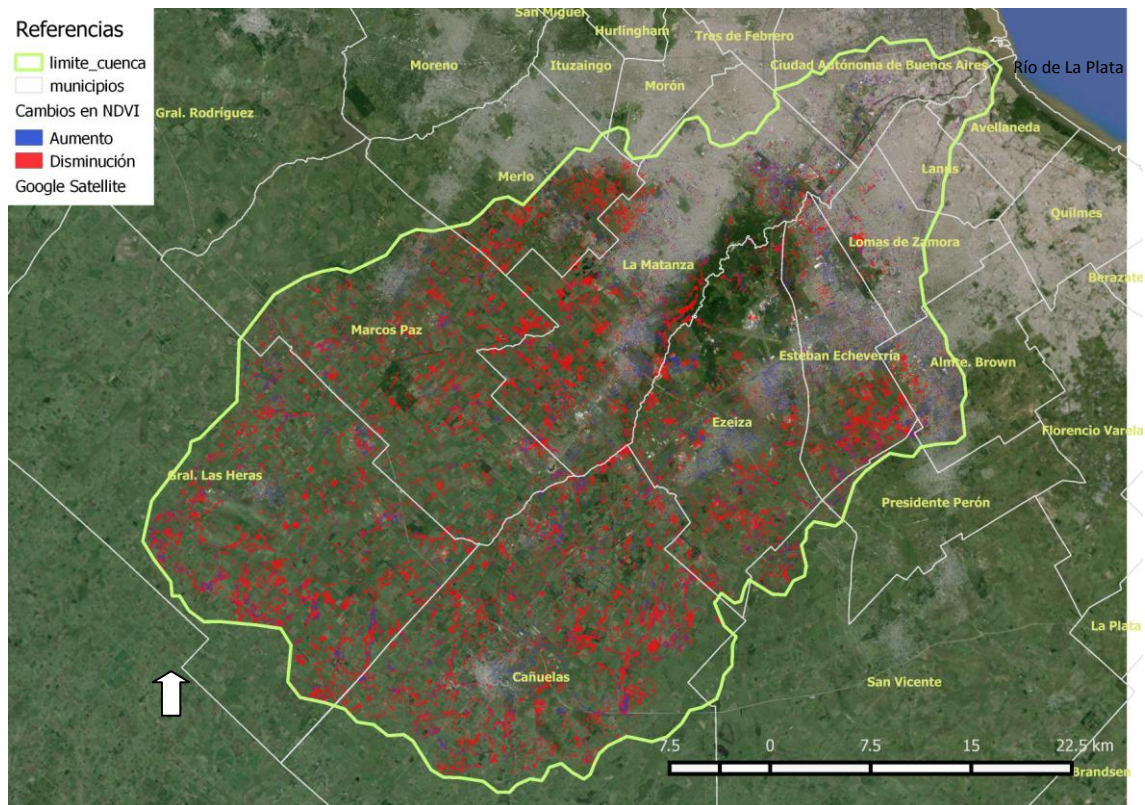 Referencias
limite_cuenca
municipios
Cambios en NDVI
Aumento
Disminución
Google Satellite
San Miguel
Hurlingham
Tres de Febrero
Moreno
Ituzaingo
Ciudad Autónoma de Buenos Aires
Río de La Plata
Morón
Gral. Rodríguez
Avellaneda
Merlo
Lanús
Quilmes
Lomas de Zamora
La Matanza
Berazate
Marcos Paz
Esteban Echeverría
Almte. Brown
Ezeiza
Florencio Varela
Gral. Las Heras
Presidente Perón
La Plata
Cañuelas
San Vicente
7.5 0 7.5 15 22.5 km
Brandsen